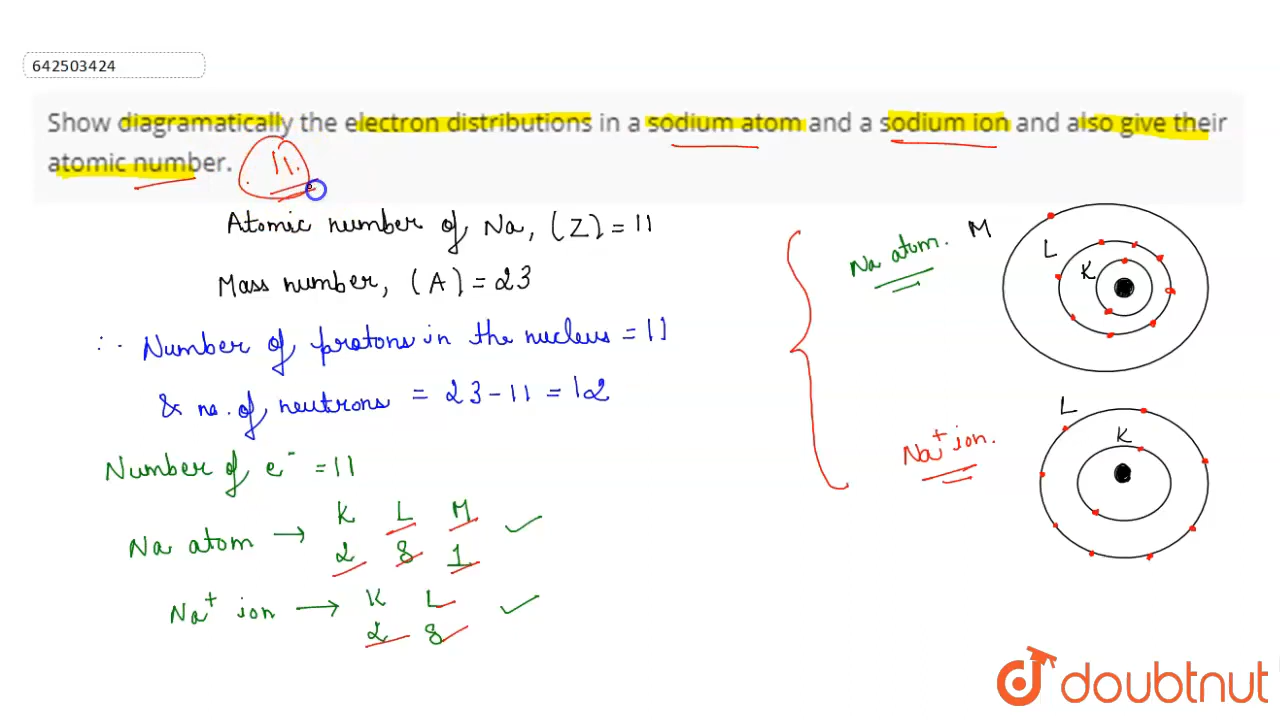 642503424
Show diagramatically the electron distributions in a sodium atom and a sodium ion and also give their
atomic number.
11.
Atomic number of Na, (Z) = 11
Mass number, (A) = 23
∴ Number of protons in the nucleus = 11
& no. of neutrons = 23 - 11 = 12
Number of e⁻ = 11
K L M
Na atom → 2 8 1
K L
Na⁺ ion → 2 8
Na atom.
M
L
K
Na⁺ ion.
L
K
doubtnut